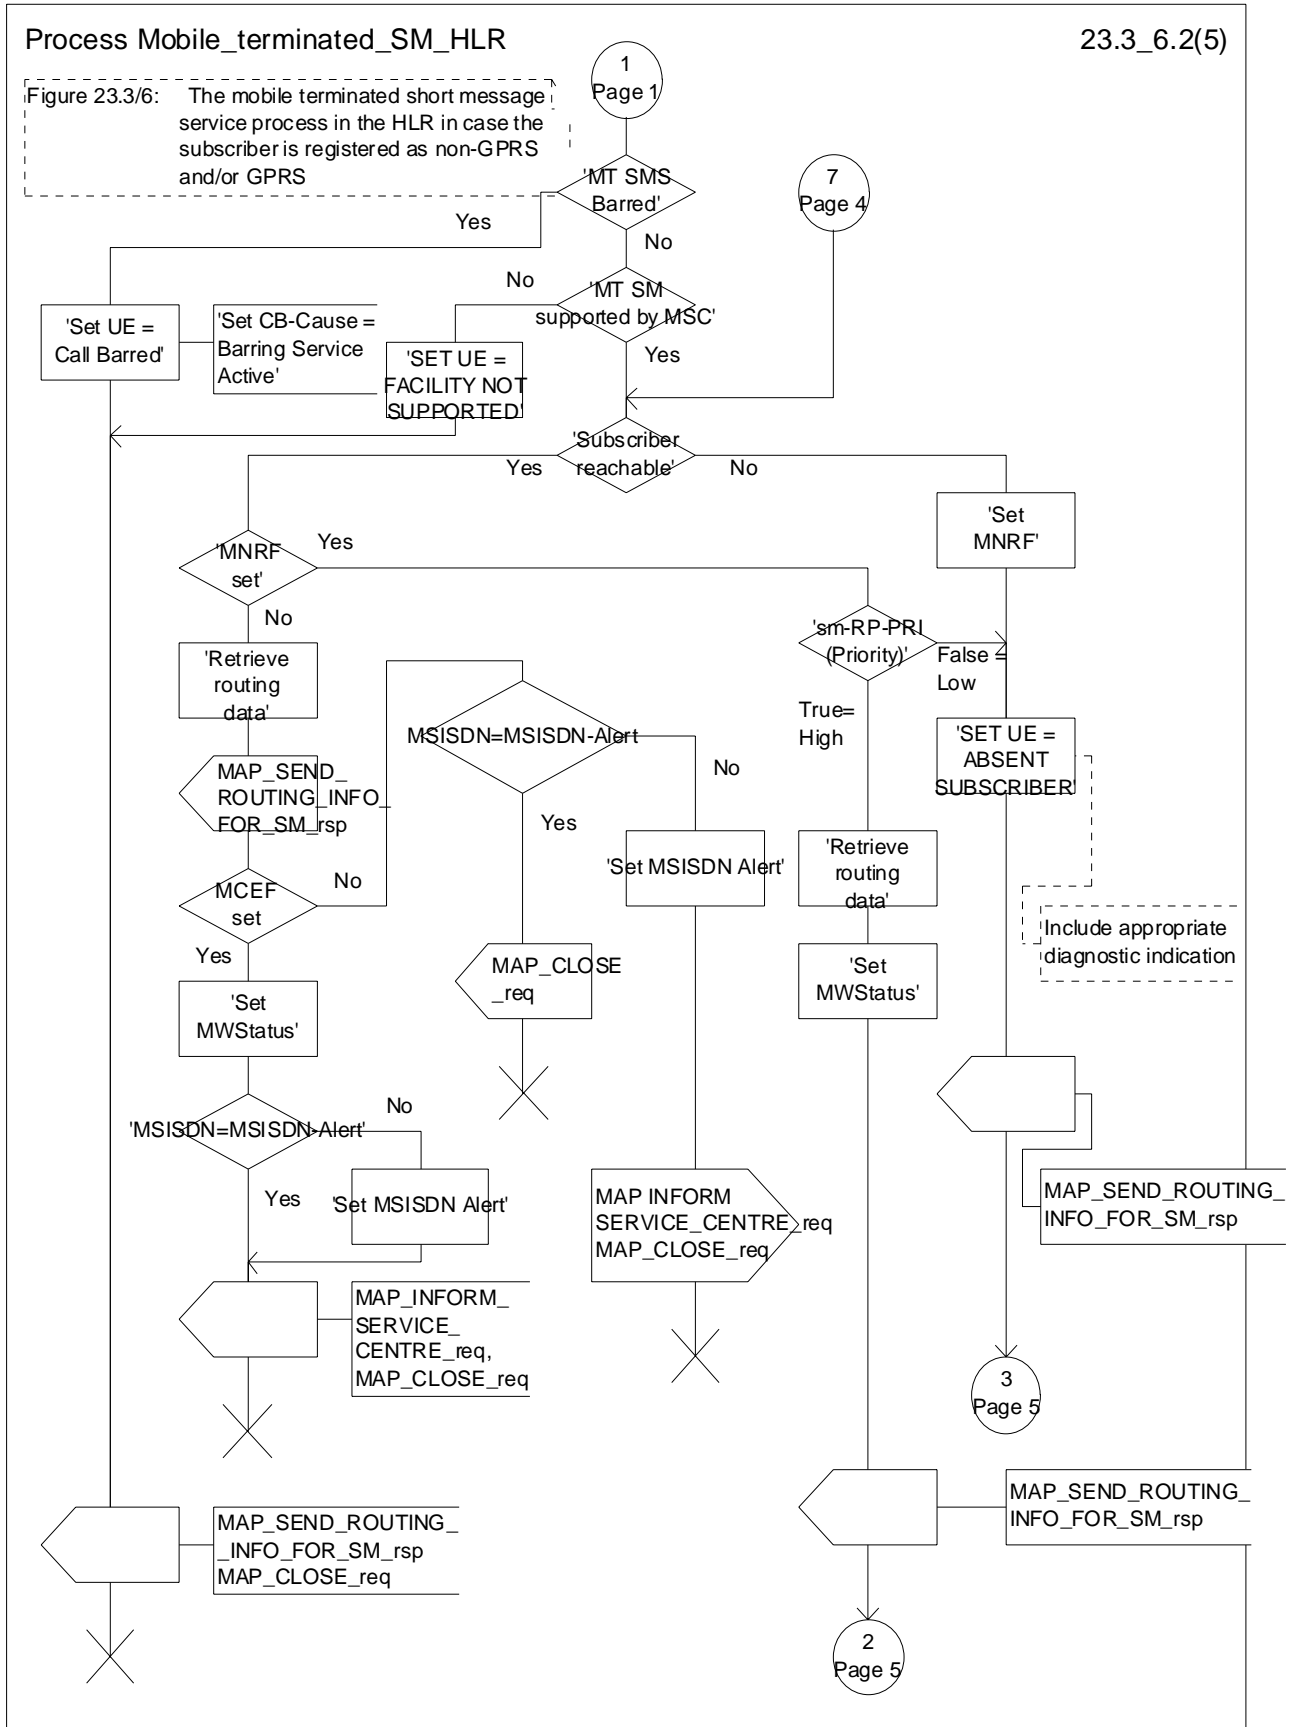 Process Mobile_terminated_SM_HLR
23.3_6.2(5)
Figure 23.3/6: The mobile terminated short message
service process in the HLR in case the
subscriber is registered as non-GPRS
and/or GPRS
1
Page 1
'MT SMS
Barred'
7
Page 4
Yes
No
No
'MT SM
supported by MSC'
'Set UE =
Call Barred'
'Set CB-Cause =
Barring Service
Active'
'SET UE =
FACILITY NOT
SUPPORTED'
Yes
'Subscriber
reachable'
Yes
No
'Set
MNRF'
'MNRF
set'
Yes
No
'sm-RP-PRI
(Priority)'
False =
Low
'Retrieve
routing
data'
True=
High
MSISDN=MSISDN-Alert
'SET UE =
ABSENT
SUBSCRIBER'
No
MAP_SEND_
ROUTING_INFO_
FOR_SM_rsp
Yes
'Set MSISDN Alert'
'Retrieve
routing
data'
MCEF
set
No
Include appropriate
diagnostic indication
Yes
MAP_CLOSE
_req
'Set
MWStatus'
'Set
MWStatus'
No
'MSISDN=MSISDN-Alert'
Yes
'Set MSISDN Alert'
MAP INFORM
SERVICE_CENTRE_req
MAP_CLOSE_req
MAP_SEND_ROUTING_
INFO_FOR_SM_rsp
MAP_INFORM_
SERVICE_
CENTRE_req,
MAP_CLOSE_req
3
Page 5
MAP_SEND_ROUTING_
INFO_FOR_SM_rsp
MAP_SEND_ROUTING_
_INFO_FOR_SM_rsp
MAP_CLOSE_req
2
Page 5